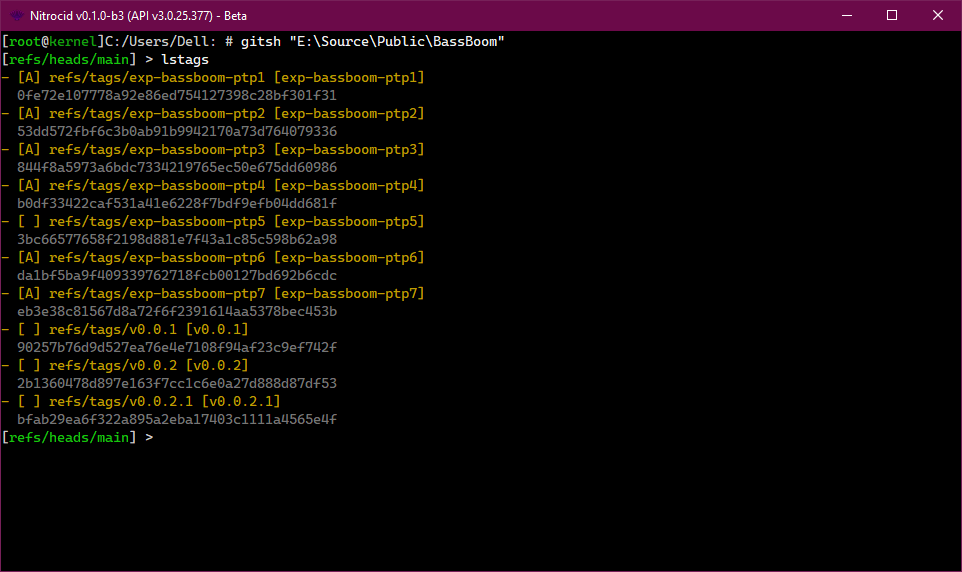 Nitrocid v0.1.0-b3 (API v3.0.25.377) - Beta
[root@kernel]C:/Users/Dell: # gitsh "E:\Source\Public\BassBoom"
[refs/heads/main] > lstags
- [A] refs/tags/exp-bassboom-ptp1 [exp-bassboom-ptp1]
0fe72e107778a92e86ed754127398c28bf301f31
- [A] refs/tags/exp-bassboom-ptp2 [exp-bassboom-ptp2]
53dd572fbf6c3b0ab91b9942170a73d764079336
- [A] refs/tags/exp-bassboom-ptp3 [exp-bassboom-ptp3]
844f8a5973a6bdc7334219765ec50e675dd60986
- [A] refs/tags/exp-bassboom-ptp4 [exp-bassboom-ptp4]
b0df33422caf531a41e6228f7bdf9efb04dd681f
- [ ] refs/tags/exp-bassboom-ptp5 [exp-bassboom-ptp5]
3bc66577658f2198d881e7f43a1c85c598b62a98
- [A] refs/tags/exp-bassboom-ptp6 [exp-bassboom-ptp6]
da1bf5ba9f409339762718fcb00127bd692b6cdc
- [A] refs/tags/exp-bassboom-ptp7 [exp-bassboom-ptp7]
eb3e38c81567d8a72f6f2391614aa5378bec453b
- [ ] refs/tags/v0.0.1 [v0.0.1]
90257b76d9d527ea76e4e7108f94af23c9ef742f
- [ ] refs/tags/v0.0.2 [v0.0.2]
2b1360478d897e163f7cc1c6e0a27d888d87df53
- [ ] refs/tags/v0.0.2.1 [v0.0.2.1]
bfab29ea6f322a895a2eba17403c1111a4565e4f
[refs/heads/main] >